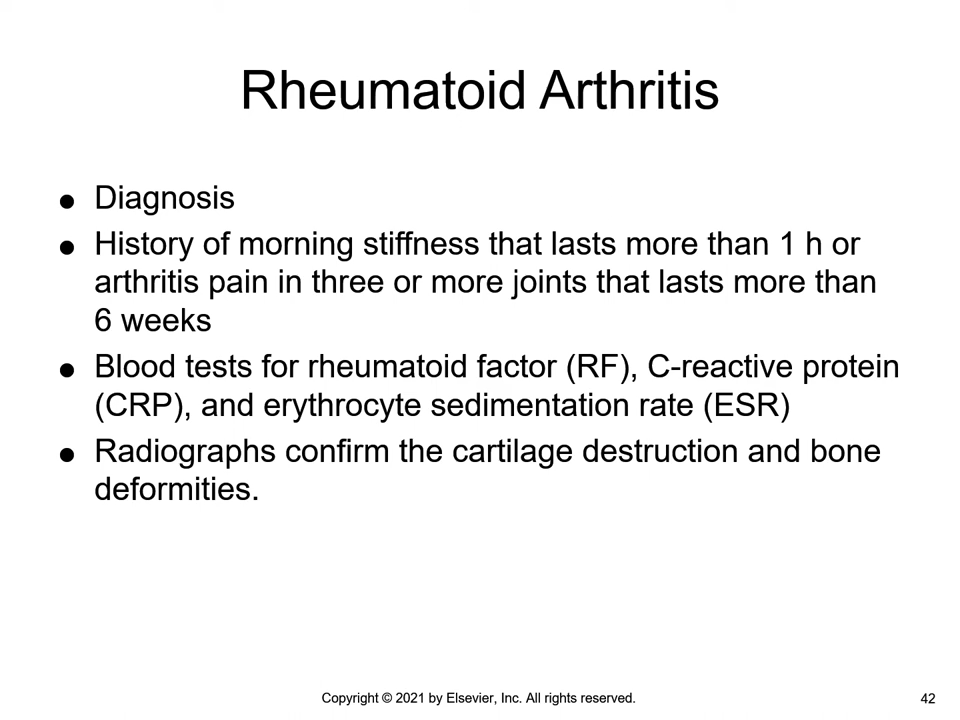 Rheumatoid Arthritis
● Diagnosis
● History of morning stiffness that lasts more than 1 h or
arthritis pain in three or more joints that lasts more than
6 weeks
● Blood tests for rheumatoid factor (RF), C-reactive protein
(CRP), and erythrocyte sedimentation rate (ESR)
● Radiographs confirm the cartilage destruction and bone
deformities.
Copyright © 2021 by Elsevier, Inc. All rights reserved.
42